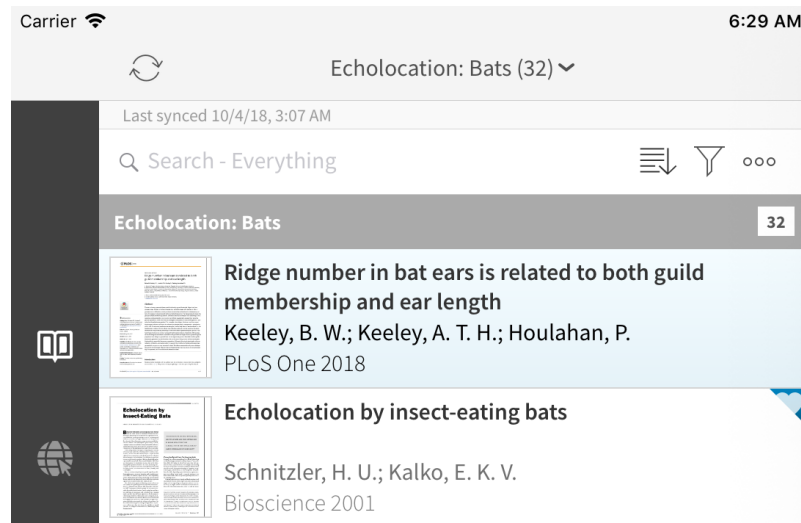 Carrier
6:29 AM
Echolocation: Bats (32)
Last synced 10/4/18, 3:07 AM
Search - Everything
Echolocation: Bats
32
Ridge number in bat ears is related to both guild
membership and ear length
Keeley, B. W.; Keeley, A. T. H.; Houlahan, P.
PLoS One 2018
Echolocation by
Insect-Eating Bats
Echolocation by insect-eating bats
Schnitzler, H. U.; Kalko, E. K. V.
Bioscience 2001